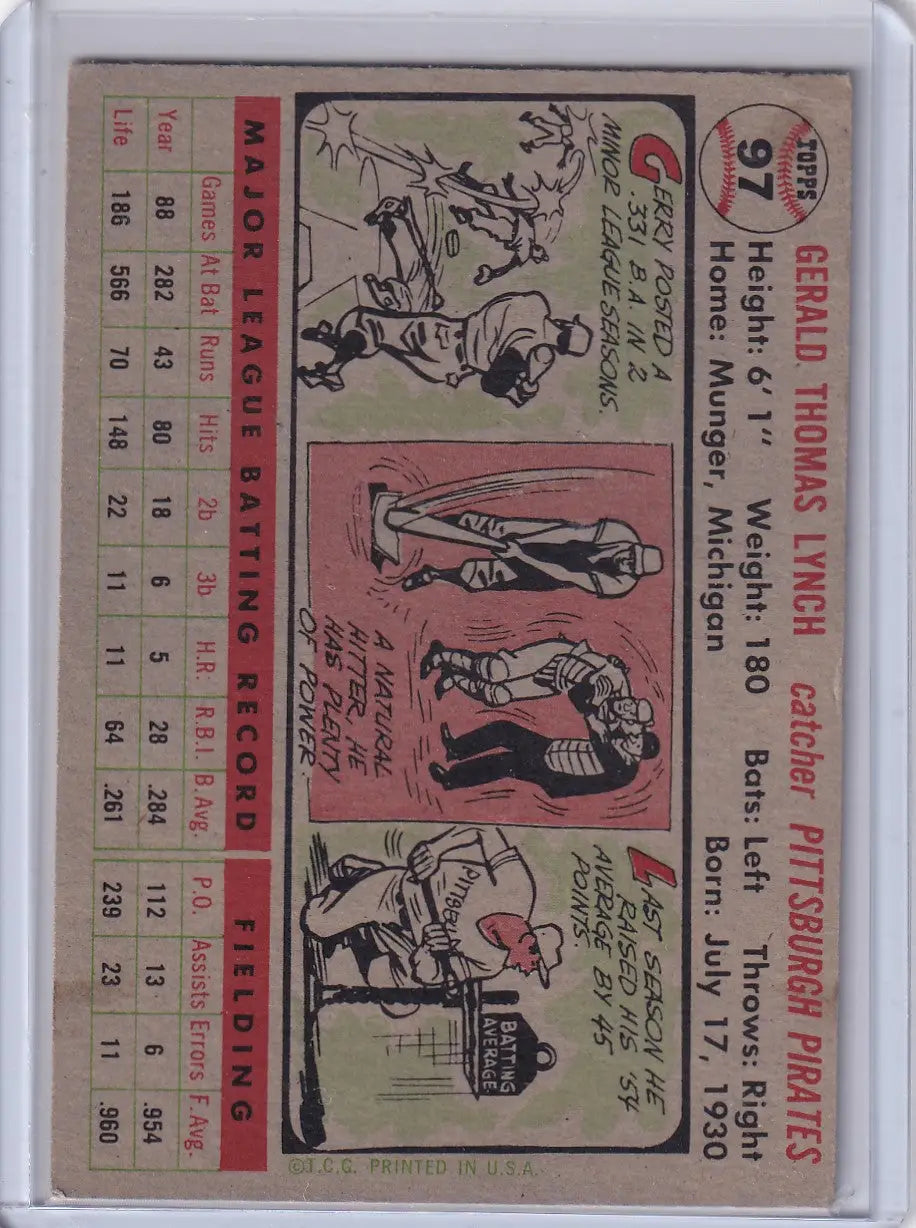 TOPPS
97
GERALD THOMAS LYNCH catcher PITTSBURGH PIRATES
Height: 6' 1" Weight: 180 Bats: Left Throws: Right
Home: Munger, Michigan Born: July 17, 1930
GERRY POSTED A
.331 B.A. IN 2
MINOR LEAGUE SEASONS.
A NATURAL
HITTER, HE
HAS PLENTY
OF POWER.
LAST SEASON HE
RAISED HIS '54
AVERAGE BY 45
POINTS.
BATTING
AVERAGE
MAJOR LEAGUE BATTING RECORD FIELDING
Games At Bat Runs Hits 2b 3b H.R. R.B.I. B.Avg. P.O. Assists Errors F.Avg.
Year 88 282 43 80 18 6 5 28 .284 112 13 6 .954
Life 186 566 70 148 22 11 11 64 .261 239 23 11 .960
©T.C.G. PRINTED IN U.S.A.